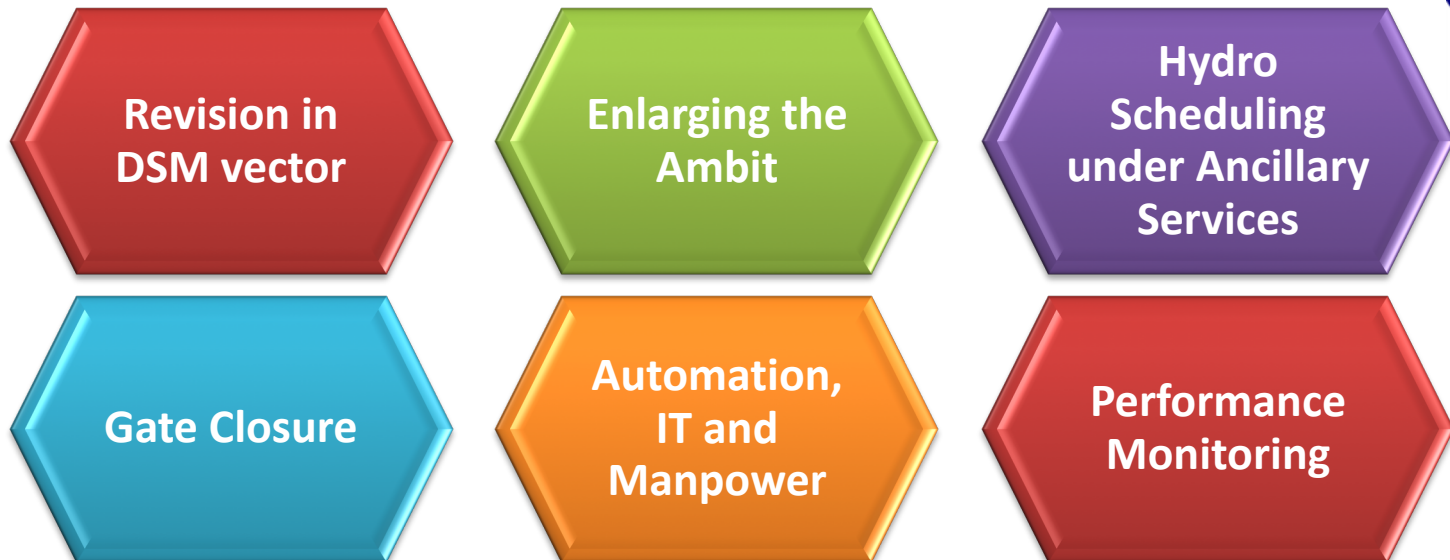 Revision in
DSM vector
Enlarging the
Ambit
Hydro
Scheduling
under Ancillary
Services
Gate Closure
Automation,
IT and
Manpower
Performance
Monitoring